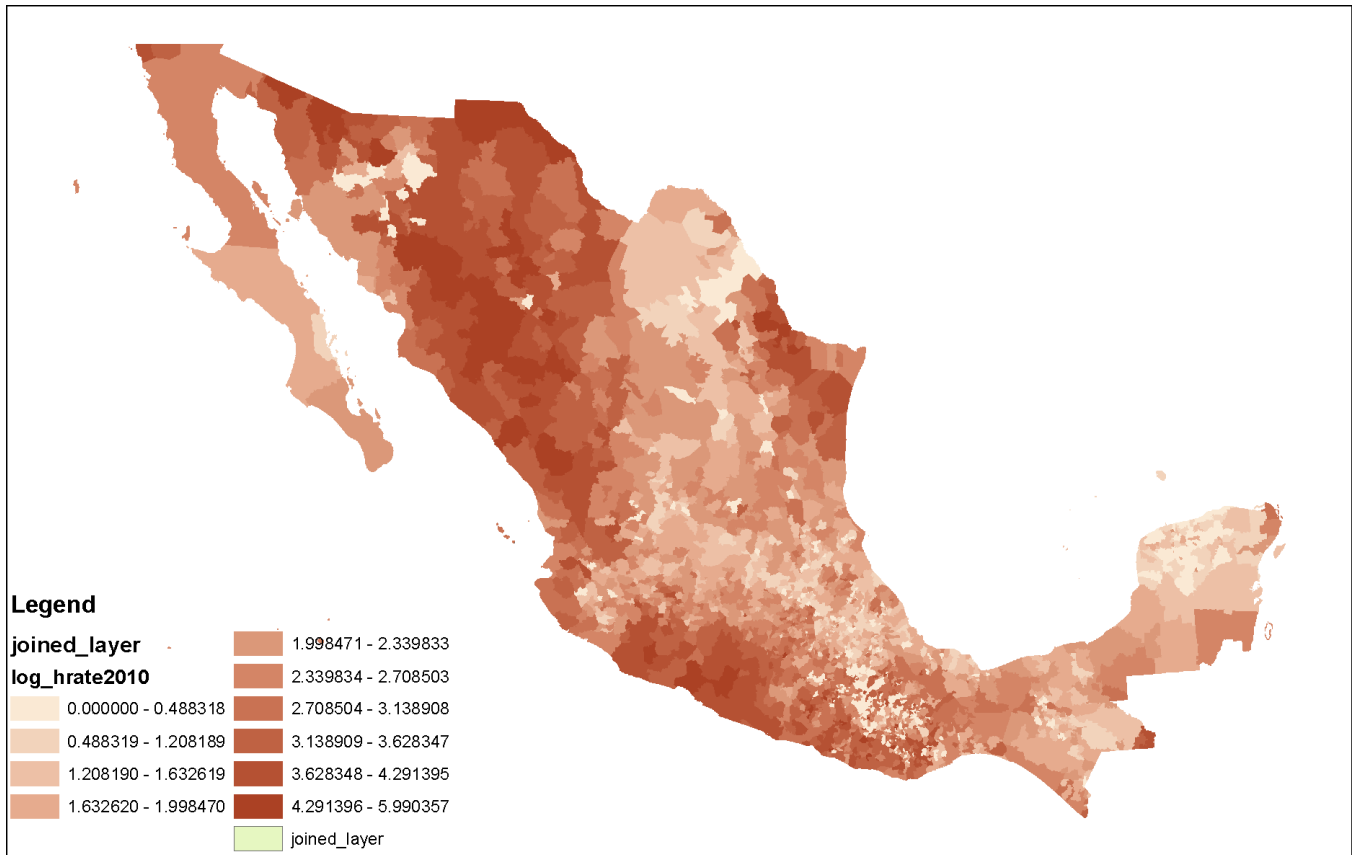 Legend
joined_layer
log_hrate2010
0.000000 - 0.488318
0.488319 - 1.208189
1.208190 - 1.632619
1.632620 - 1.998470
1.998471 - 2.339833
2.339834 - 2.708503
2.708504 - 3.138908
3.138909 - 3.628347
3.628348 - 4.291395
4.291396 - 5.990357
joined_layer